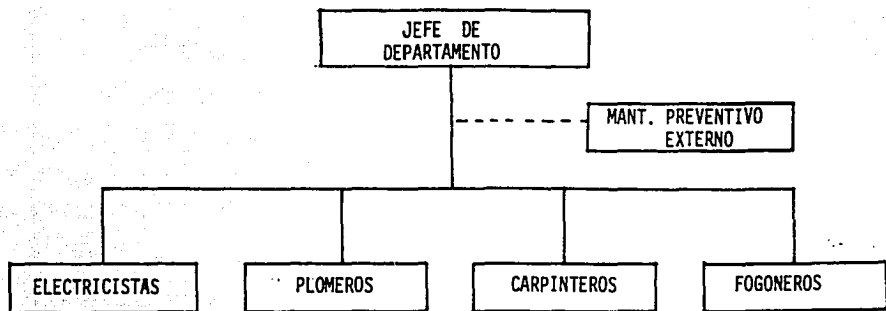 JEFE DE
DEPARTAMENTO
MANT. PREVENTIVO
EXTERNO
ELECTRICISTAS
PLOMEROS
CARPINTEROS
FOGONEROS